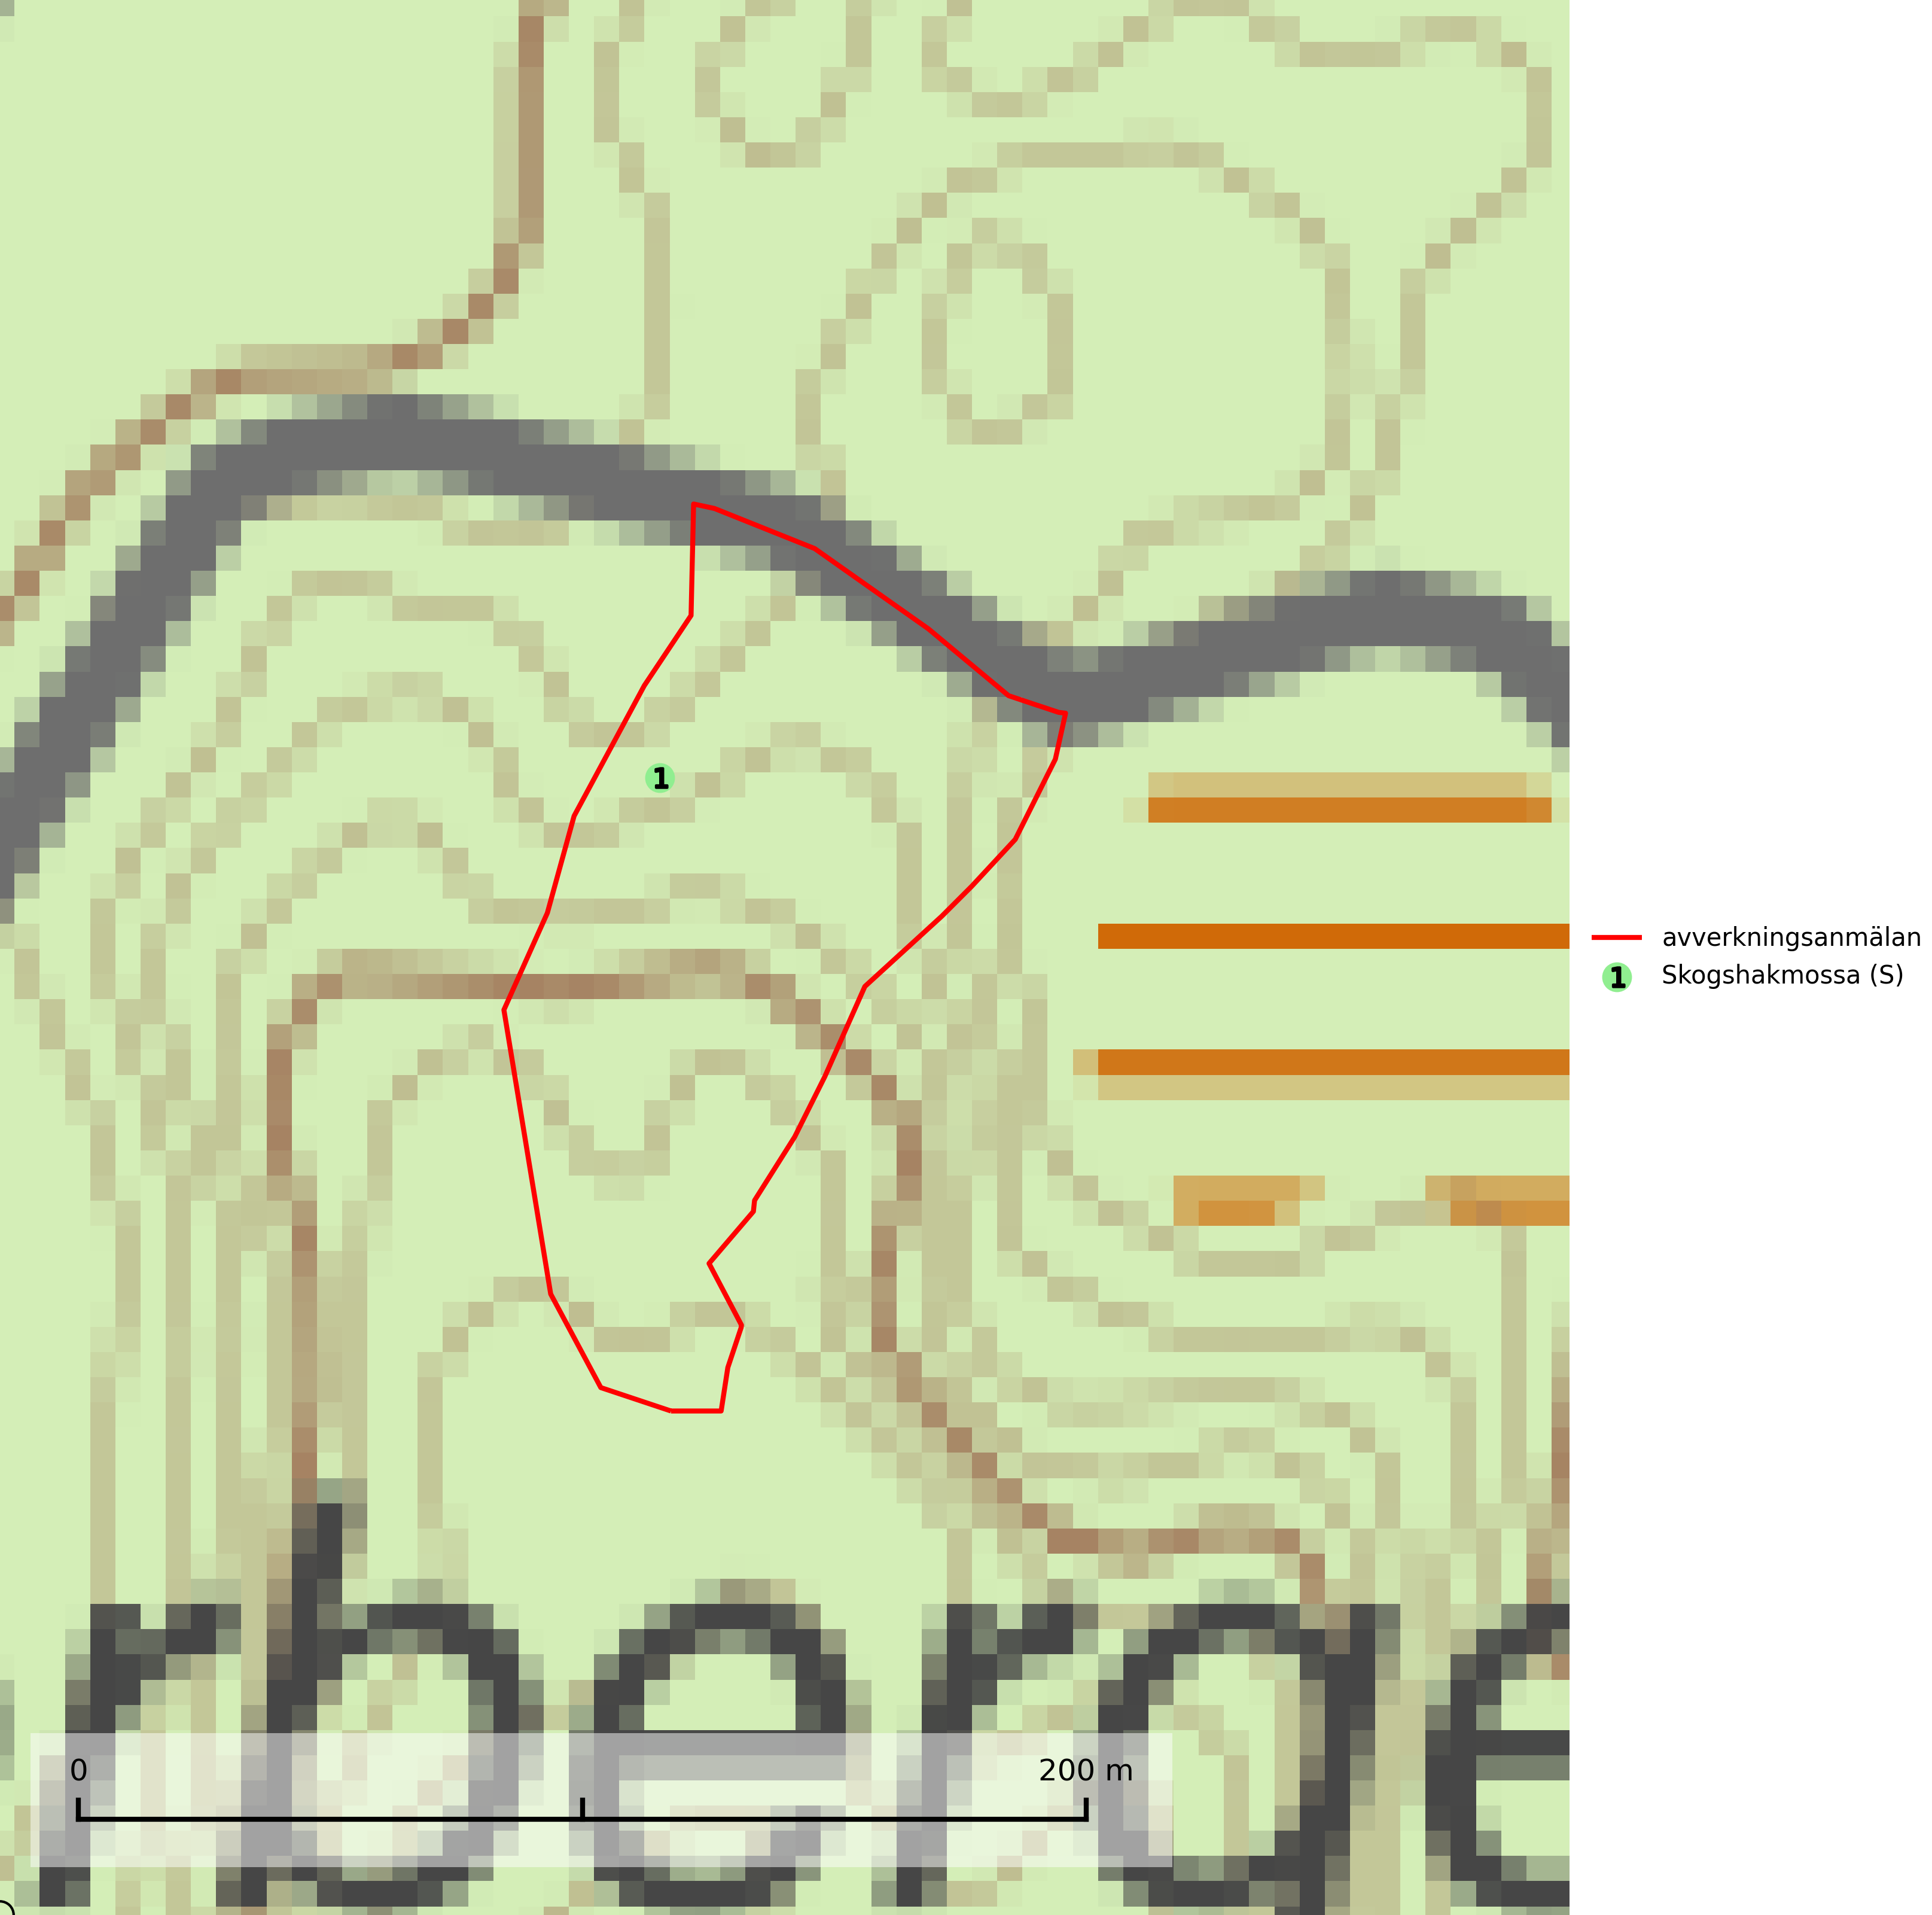 1
avverkningsanmälan
1 Skogshakmossa (S)
0 200 m